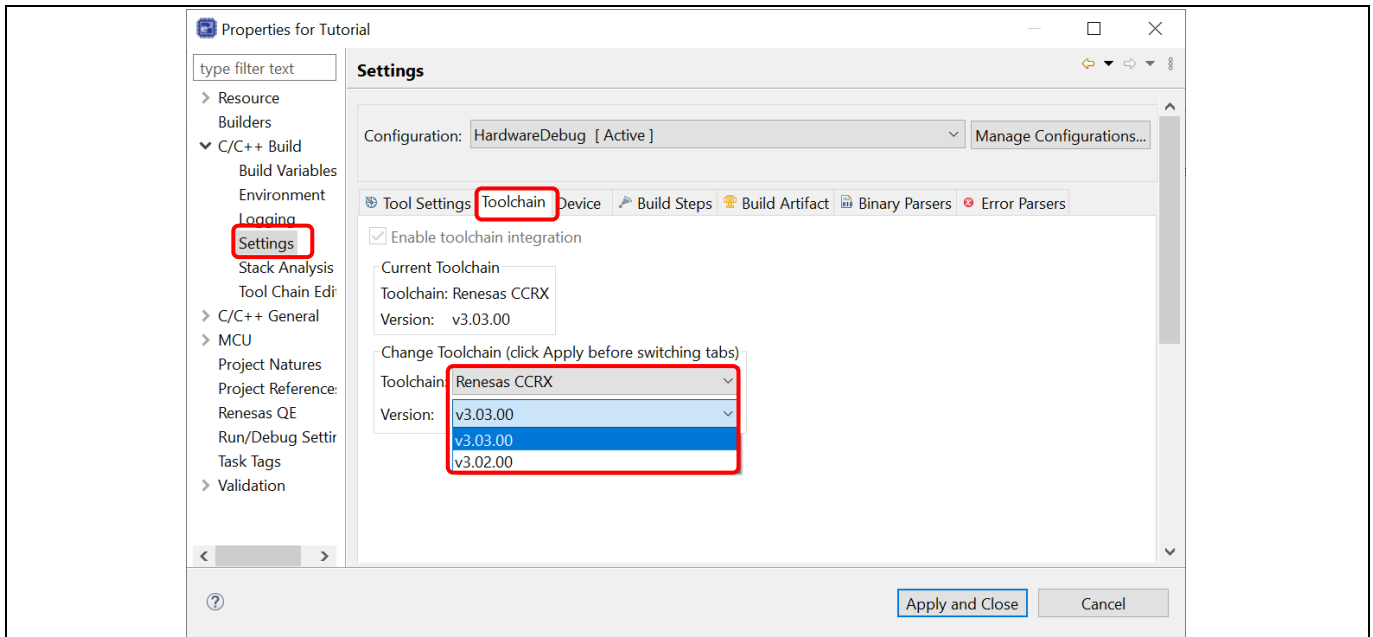 Properties for Tutorial
type filter text
Resource
Builders
C/C++ Build
Build Variables
Environment
Logging
Settings
Stack Analysis
Tool Chain Edi
C/C++ General
MCU
Project Natures
Project Reference
Renesas QE
Run/Debug Settin
Task Tags
Validation
Settings
Configuration: HardwareDebug [ Active ] Manage Configurations...
Tool Settings Toolchain Device Build Steps Build Artifact Binary Parsers Error Parsers
Enable toolchain integration
Current Toolchain
Toolchain: Renesas CCRX
Version: v3.03.00
Change Toolchain (click Apply before switching tabs)
Toolchain: Renesas CCRX
Version: v3.03.00
v3.03.00
v3.02.00
Apply and Close Cancel